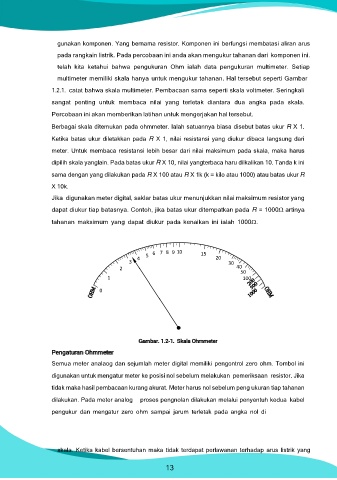 gunakan komponen. Yang bernama resistor. Komponen ini berfungsi membatasi aliran arus
pada rangkain listrik. Pada percobaan ini anda akan mengukur tahanan dari komponen ini.
telah kita ketahui bahwa pengukuran Ohm ialah data pengukuran multimeter. Setiap
multimeter memiliki skala hanya untuk mengukur tahanan. Hal tersebut seperti Gambar
1.2.1. catat bahwa skala multimeter. Pembacaan sama seperti skala voltmeter. Seringkali
sangat penting untuk membaca nilai yang terletak diantara dua angka pada skala.
Percobaan ini akan memberikan latihan untuk mengerjakan hal tersebut.
Berbagai skala ditemukan pada ohmmeter. Ialah satuannya biasa disebut batas ukur R X 1.
Ketika batas ukur diletakkan pada R X 1, nilai resistansi yang diukur dibaca langsung dari
meter. Untuk membaca resistansi lebih besar dari nilai maksimum pada skala, maka harus
dipilih skala yanglain. Pada batas ukur R X 10, nilai yangterbaca haru dilkalikan 10. Tanda k ini
sama dengan yang dilakukan pada R X 100 atau R X 1k (k = kilo atau 1000) atau batas ukur R
X 10k.
Jika digunakan meter digital, saklar batas ukur menunjukkan nilai maksimum resistor yang
dapat diukur tiap batasnya. Contoh, jika batas ukur ditempatkan pada R = 1000Ω artinya
tahanan maksimum yang dapat diukur pada kenaikan ini ialah 1000Ω.
0 1 2 3 4 5 6 7 8 9 10 15 20 30 40 50 100
1000
OHM OHM
Gambar. 1.2-1. Skala Ohmmeter
Pengaturan Ohmmeter
Semua meter analaog dan sejumlah meter digital memiliki pengontrol zero ohm. Tombol ini
digunakan untuk mengatur meter ke posisi nol sebelum melakukan pemeriksaan resistor. Jika
tidak maka hasil pembacaan kurang akurat. Meter harus nol sebelum peng ukuran tiap tahanan
dilakukan. Pada meter analog proses pengnolan dilakukan melalui penyentuh kedua kabel
pengukur dan mengatur zero ohm sampai jarum terletak pada angka nol di
skala. Ketika kabel bersentuhan maka tidak terdapat perlawanan terhadap arus listrik yang
13